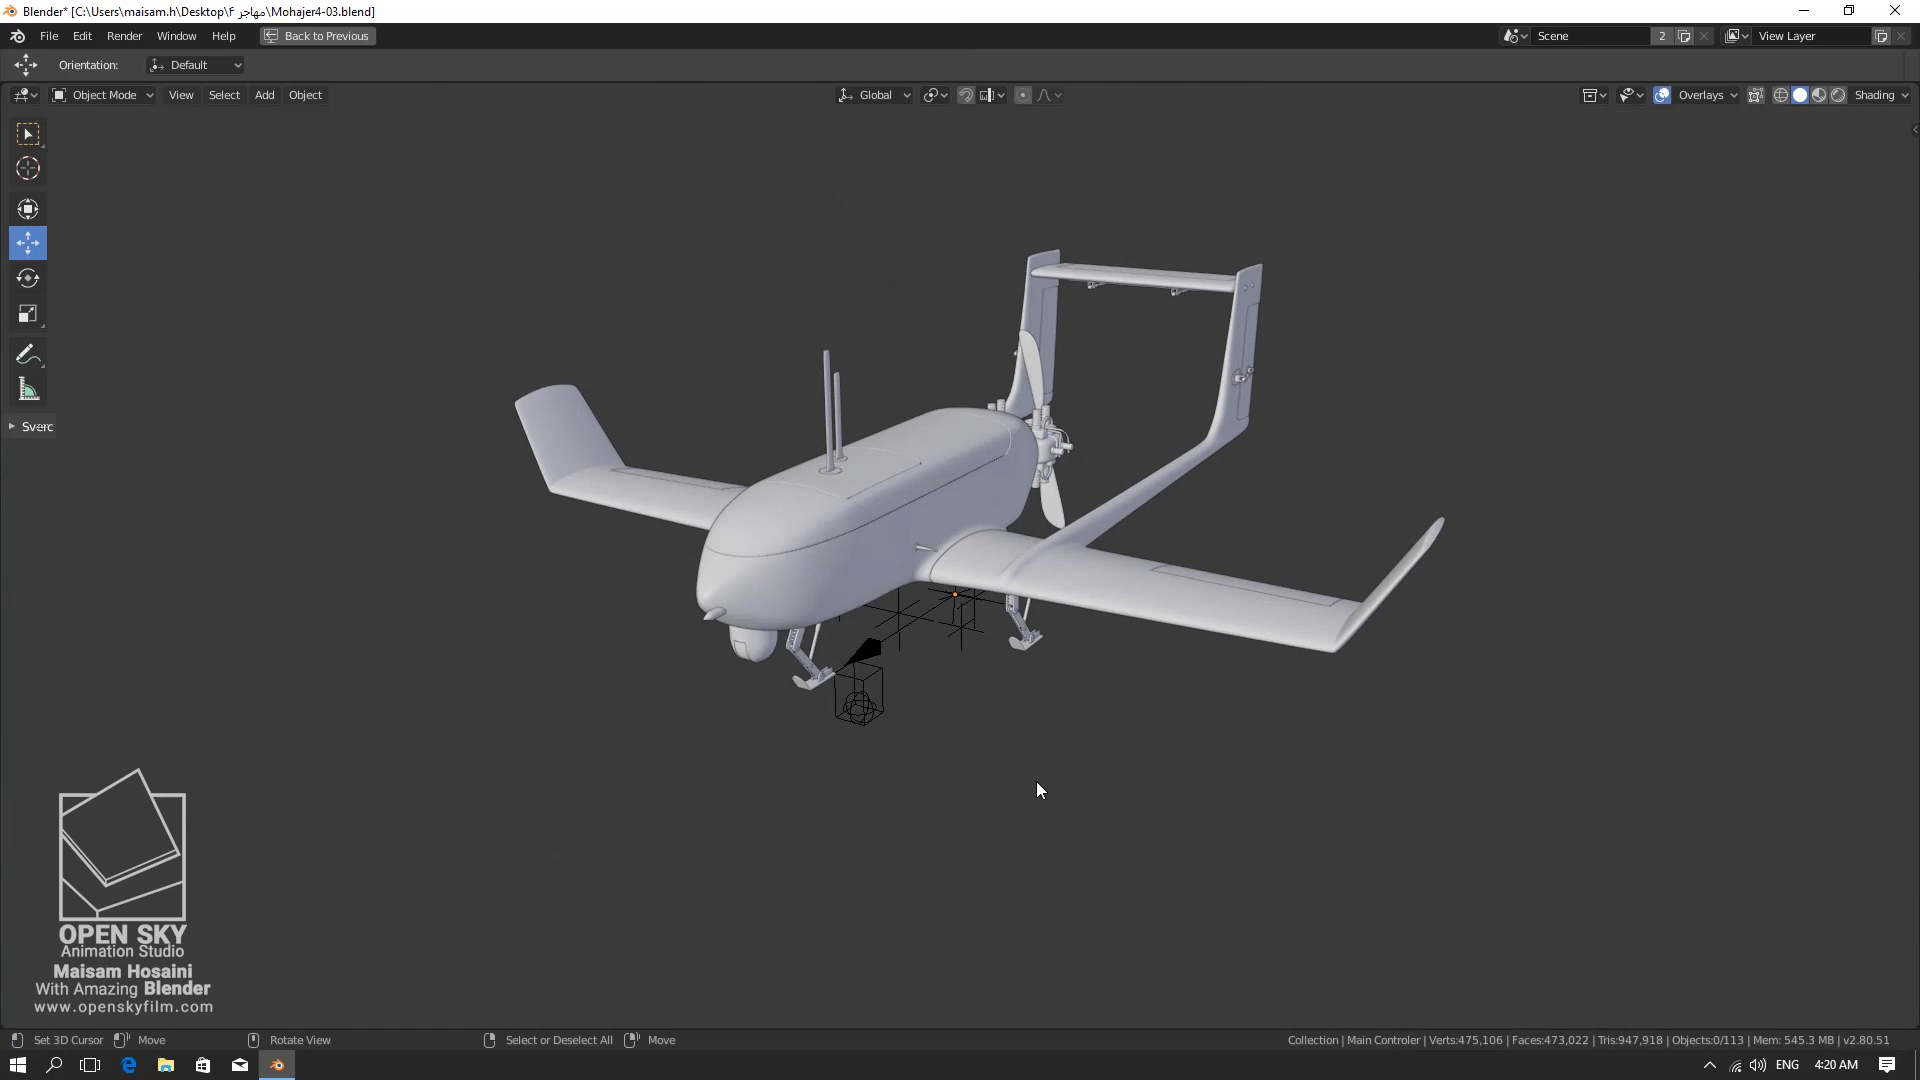 Blender* [C:\Users\maisam.h\Desktop\مهاجر ۴\Mohajer4-03.blend]
File Edit Render Window Help Back to Previous Scene 2 View Layer
Orientation: Default
Object Mode View Select Add Object Global Overlays Shading
OPEN SKY
Animation Studio
Maisam Hosaini
With Amazing Blender
www.openskyfilm.com
Set 3D Cursor Move Rotate View Select or Deselect All Move Collection | Main Controler | Verts:475,106 | Faces:473,022 | Tris:947,918 | Objects:0/113 | Mem: 545.3 MB | v2.80.51
ENG 4:20 AM